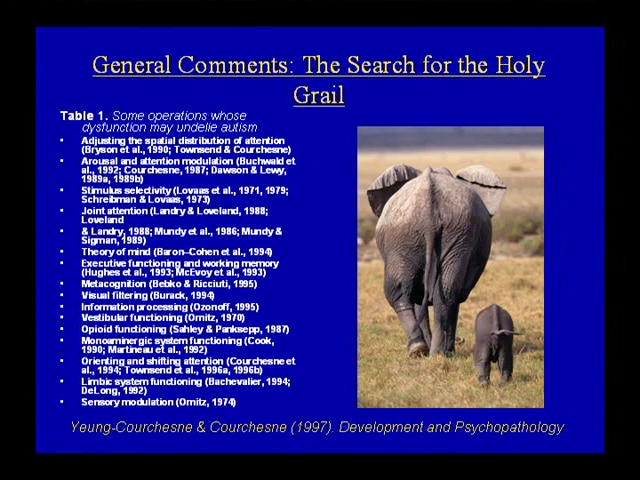 General Comments: The Search for the Holy
Grail
Table 1. Some operations whose
dysfunction may undelie autism
• Adjusting the spatial distribution of attention
(Bryson et al., 1990; Townsend & Courchesne)
• Arousal and attention modulation (Buchwald et
al., 1992; Courchesne, 1987; Dawson & Lewy,
1989a, 1989b)
• Stimulus selectivity (Lovaas et al., 1971, 1979;
Schreibman & Lovaas, 1973)
• Joint attention (Landry & Loveland, 1988;
Loveland
• & Landry, 1988; Mundy et al., 1986; Mundy &
Sigman, 1989)
• Theory of mind (Baron–Cohen et al., 1994)
• Executive functioning and working memory
(Hughes et al., 1993; McEvoy et al., 1993)
• Metacognition (Bebko & Ricciuti, 1995)
• Visual filtering (Burack, 1994)
• Information processing (Ozonoff, 1995)
• Vestibular functioning (Ornitz, 1970)
• Opioid functioning (Sahley & Panksepp, 1987)
• Monoaminergic system functioning (Cook,
1990; Martineau et al., 1992)
• Orienting and shifting attention (Courchesne et
al., 1994; Townsend et al., 1996a, 1996b)
• Limbic system functioning (Bachevalier, 1994;
DeLong, 1992)
• Sensory modulation (Ornitz, 1974)
Yeung-Courchesne & Courchesne (1997). Development and Psychopathology